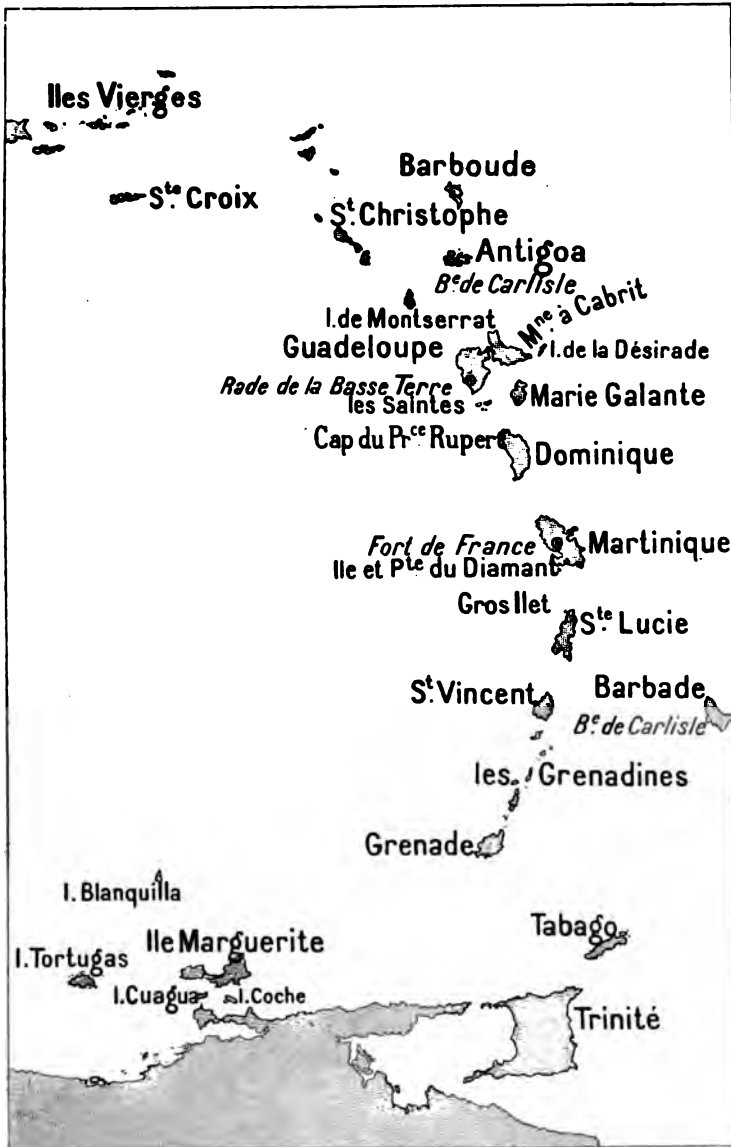 Iles Vierges
Barboude
Ste Croix
St. Christophe
Antigoa
Be. de Carlisle
I. de Montserrat
Mne à Cabrit
Guadeloupe
I. de la Désirade
Rade de la Basse Terre
les Saintes
Marie Galante
Cap du Prce Rupert
Dominique
Fort de France
Martinique
Ile et Pte du Diamant
Gros Ilet
Ste Lucie
St. Vincent
Barbade
Be. de Carlisle
les Grenadines
Grenade
I. Blanquilla
Tabago
Ile Marguerite
I. Tortugas
I. Cuagua
I. Coche
Trinité